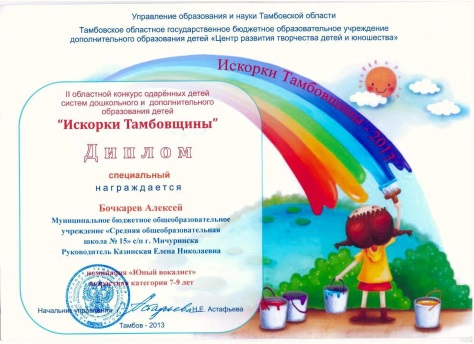 Управление образования и науки Тамбовской области
Тамбовское областное государственное бюджетное образовательное учреждение
дополнительного образования детей «Центр развития творчества детей и юношества»
Искорки Тамбовщины - 2013
II областной конкурс одарённых детей
систем дошкольного и дополнительного
образования детей
"Искорки Тамбовщины"
Диплом
специальный
награждается
Бочкарев Алексей
Муниципальное бюджетное общеобразовательное
учреждение «Средняя общеобразовательная
школа № 15» с/п г. Мичуринска
Руководитель Казинская Елена Николаевна
номинация «Юный вокалист»
возрастная категория 7-9 лет
Начальник управления Н.Е. Астафьева
Тамбов - 2013